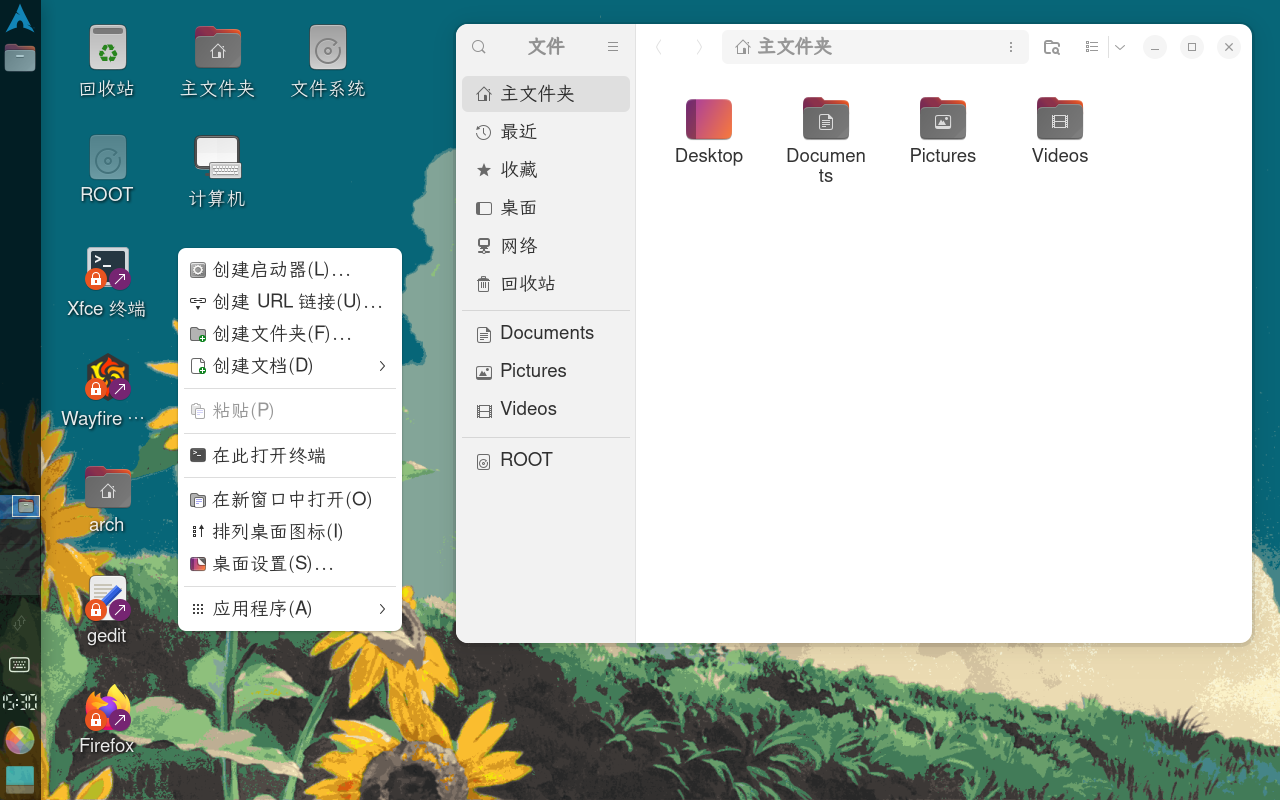 回收站
主文件夹
文件系统
ROOT
计算机
Xfce 终端
Wayfire …
arch
gedit
Firefox
15:30
创建启动器(L)…
创建 URL 链接(U)…
创建文件夹(F)…
创建文档(D)
粘贴(P)
在此打开终端
在新窗口中打开(O)
排列桌面图标(I)
桌面设置(S)…
应用程序(A)
文件
主文件夹
主文件夹
最近
收藏
桌面
网络
回收站
Documents
Pictures
Videos
ROOT
Desktop
Documen
ts
Pictures
Videos